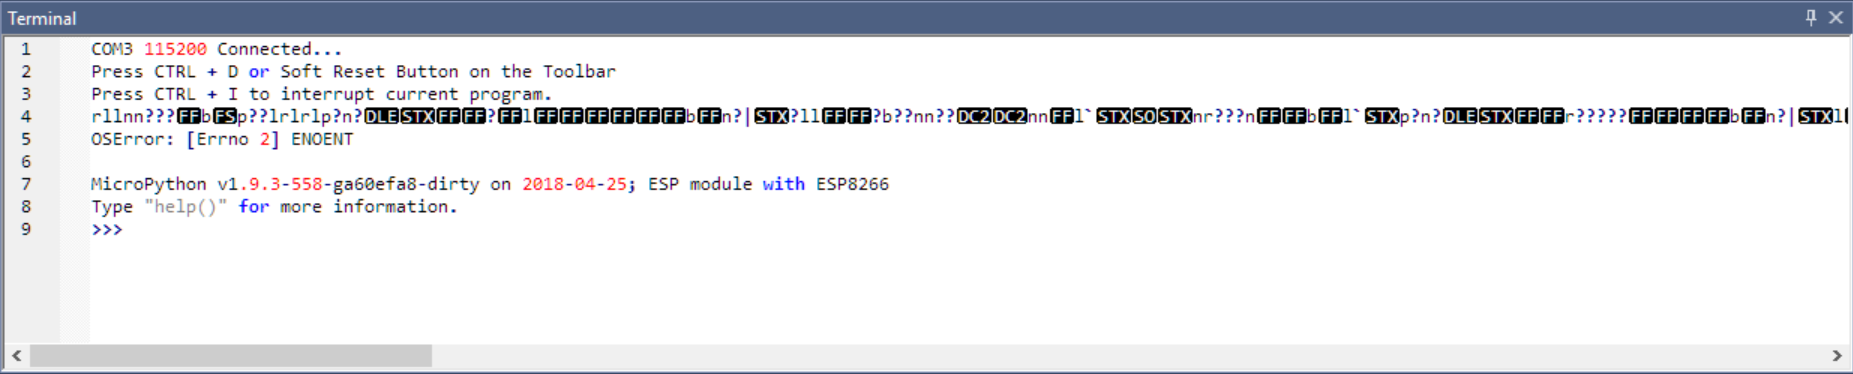 Terminal
1 COM3 115200 Connected...
2 Press CTRL + D or Soft Reset Button on the Toolbar
3 Press CTRL + I to interrupt current program.
4 rllnn???FFbFSp??lrlrlp?n?DLESTXFFFF?FFlFFFFFFFFFFFFbFFn?|STX?llFFFF?b??nn??DC2DC2nnFFl`STXSOSTXnr???nFFFFbFFl`STXp?n?DLESTXFFFFr?????FFFFFFFFbFFn?|STXl
5 OSError: [Errno 2] ENOENT
6
7 MicroPython v1.9.3-558-ga60efa8-dirty on 2018-04-25; ESP module with ESP8266
8 Type "help()" for more information.
9 >>>